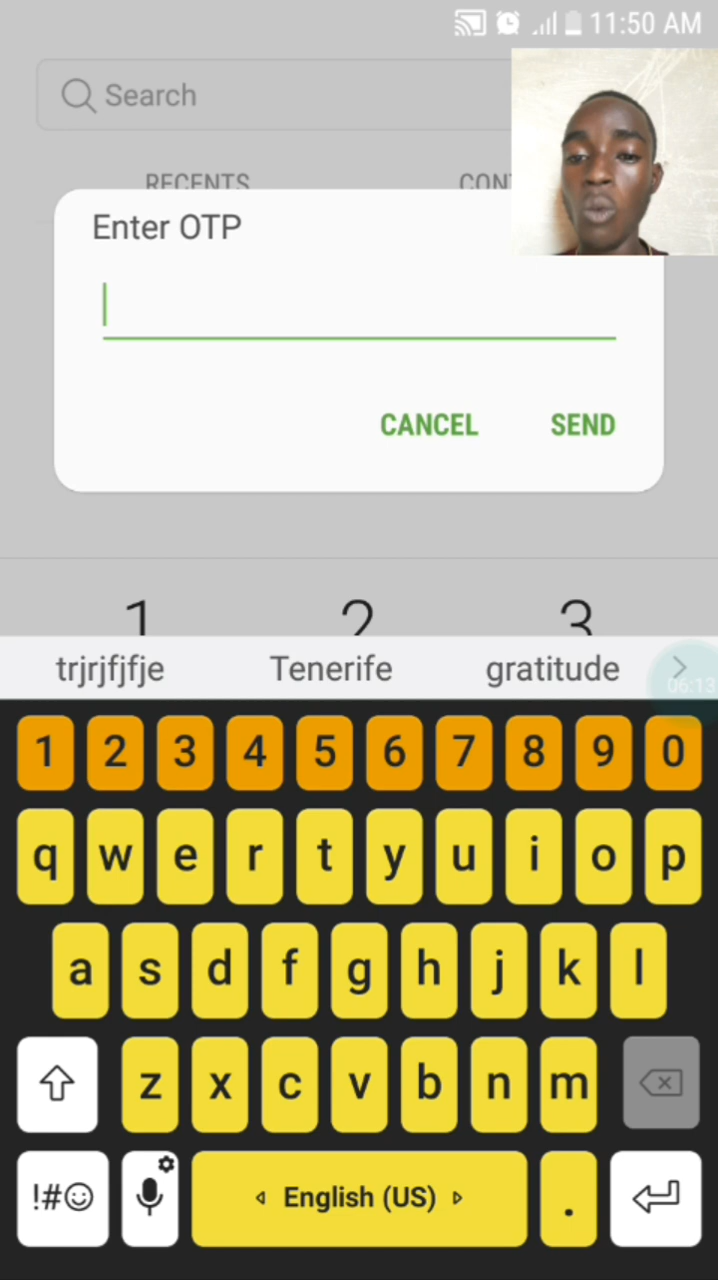 11:50 AM
Search
RECENTS
Enter OTP
CANCEL SEND
1 2 3
trjrjfjfje Tenerife gratitude
06:13
1 2 3 4 5 6 7 8 9 0
q w e r t y u i o p
a s d f g h j k l
z x c v b n m
!#☺ English (US) .